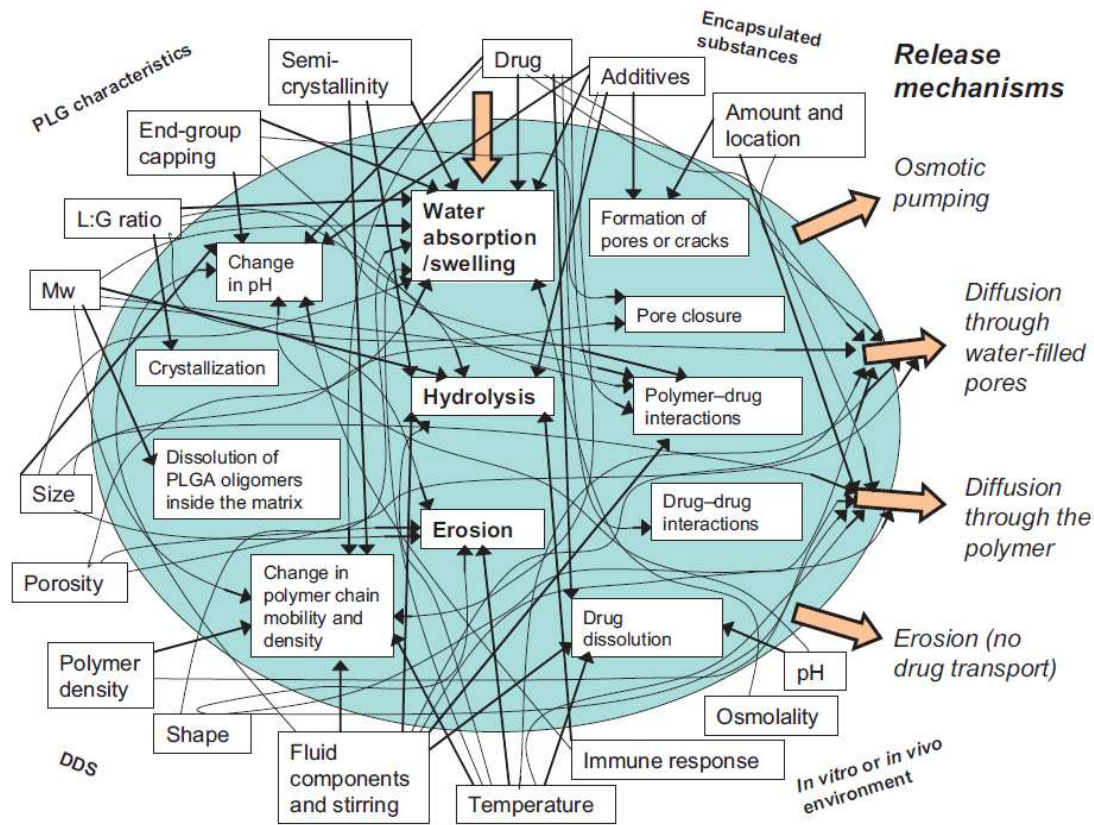 Encapsulated
substances
Release
mechanisms
PLG characteristics
Semi-
crystallinity
Drug
Additives
Amount and
location
End-group
capping
Osmotic
pumping
L:G ratio
Water
absorption
/swelling
Formation of
pores or cracks
Change
in pH
Mw
Pore closure
Diffusion
through
water-filled
pores
Crystallization
Hydrolysis
Polymer–drug
interactions
Dissolution of
PLGA oligomers
inside the matrix
Size
Drug–drug
interactions
Diffusion
through the
polymer
Erosion
Porosity
Change in
polymer chain
mobility and
density
Drug
dissolution
Erosion (no
drug transport)
Polymer
density
pH
Osmolality
Shape
DDS
Fluid
components
and stirring
Immune response
Temperature
In vitro or in vivo
environment